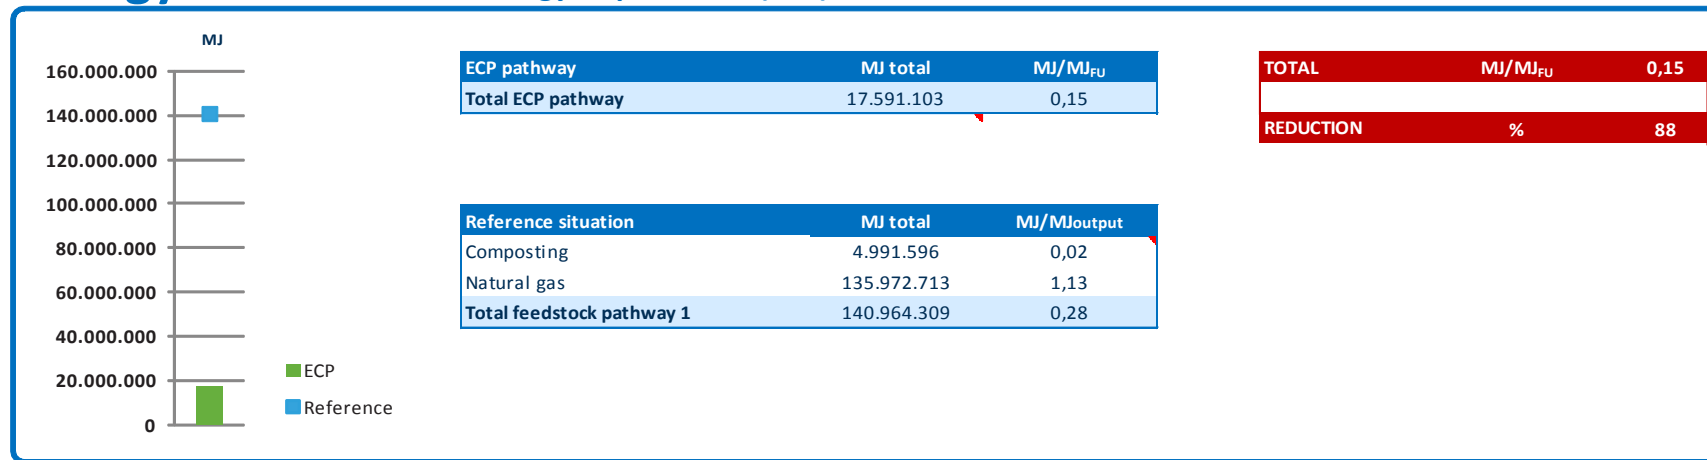 MJ
160.000.000
140.000.000
120.000.000
100.000.000
80.000.000
60.000.000
40.000.000
20.000.000
0
ECP
Reference
ECP pathway MJ total MJ/MJFU
Total ECP pathway 17.591.103 0,15
Reference situation MJ total MJ/MJoutput
Composting 4.991.596 0,02
Natural gas 135.972.713 1,13
Total feedstock pathway 1 140.964.309 0,28
TOTAL MJ/MJFU 0,15
REDUCTION % 88